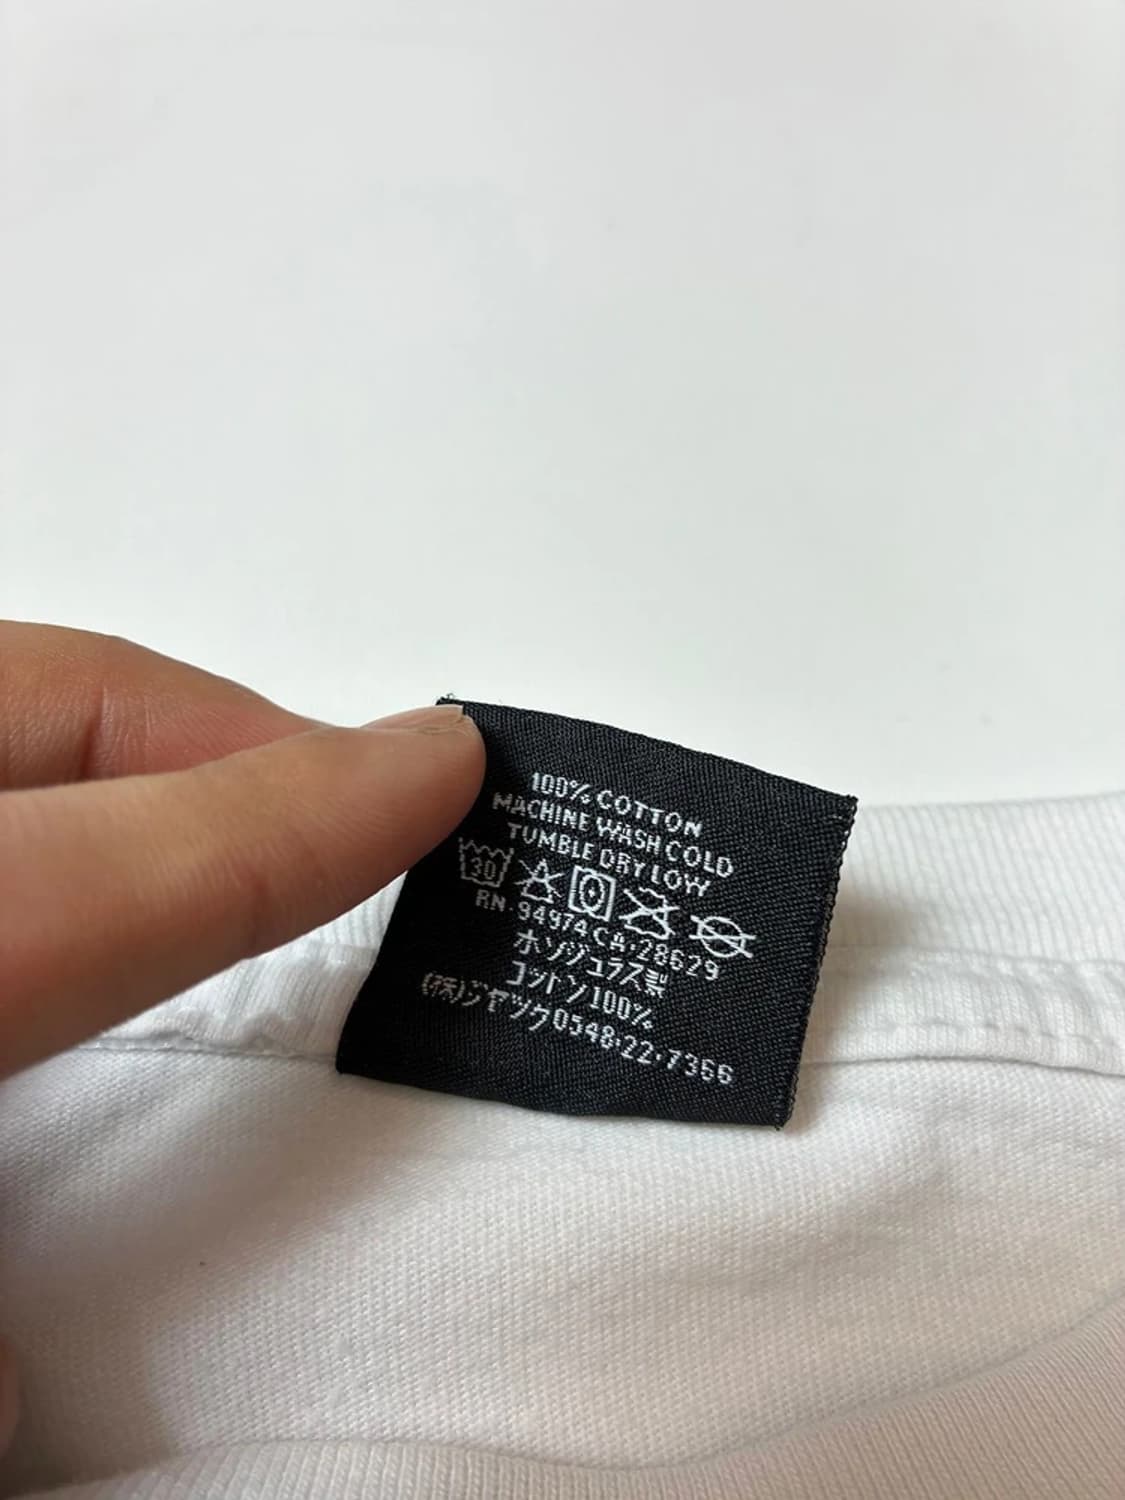 100% COTTON
MACHINE WASH COLD
TUMBLE DRY LOW
30
RN 94974 CA·28629
ホンジュラス製
コットン100%
(株)ジャック0548·22·7366